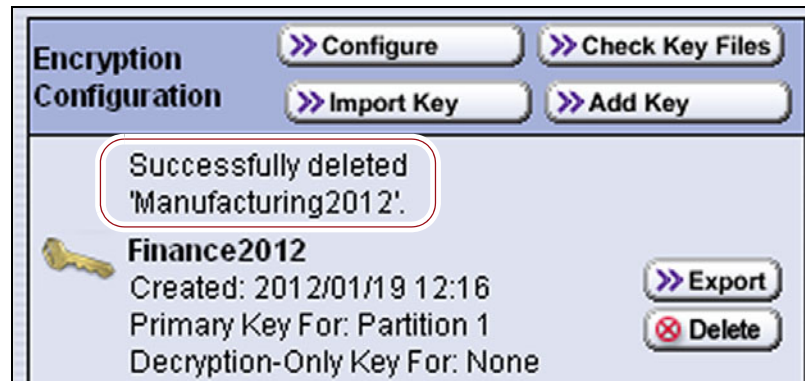 Encryption
Configuration
Configure
Check Key Files
Import Key
Add Key
Successfully deleted
'Manufacturing2012'.
Finance2012
Created: 2012/01/19 12:16
Primary Key For: Partition 1
Decryption-Only Key For: None
Export
Delete